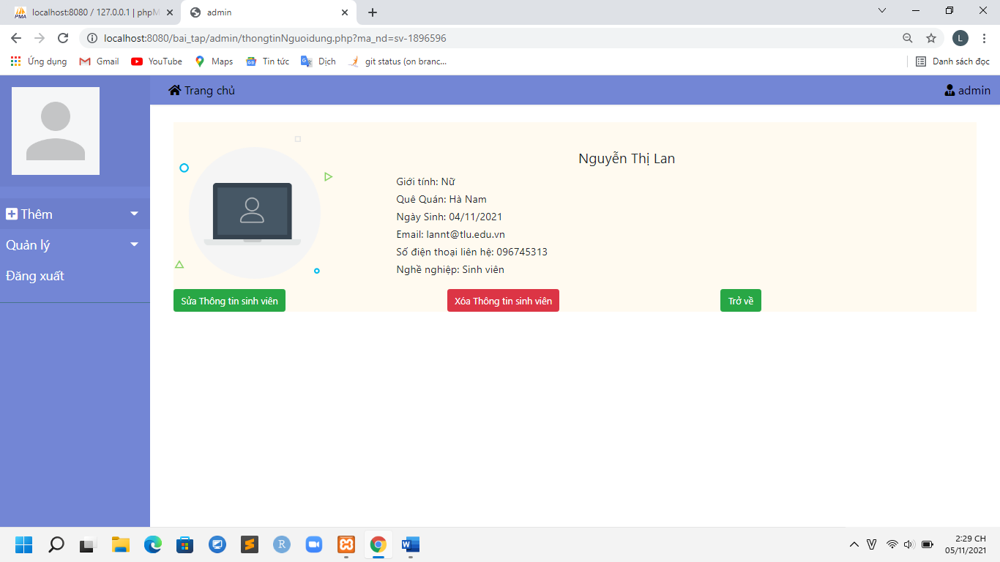 localhost:8080 / 127.0.0.1 | phpM
admin
localhost:8080/bai_tap/admin/thongtinNguoidung.php?ma_nd=sv-1896596
L
Ứng dụng
Gmail
YouTube
Maps
Tin tức
Dịch
git status (on branc...
Danh sách đọc
Trang chủ
admin
Thêm
Quản lý
Đăng xuất
Nguyễn Thị Lan
Giới tính: Nữ
Quê Quán: Hà Nam
Ngày Sinh: 04/11/2021
Email: lannt@tlu.edu.vn
Số điện thoại liên hệ: 096745313
Nghề nghiệp: Sinh viên
Sửa Thông tin sinh viên
Xóa Thông tin sinh viên
Trở về
2:29 CH
05/11/2021